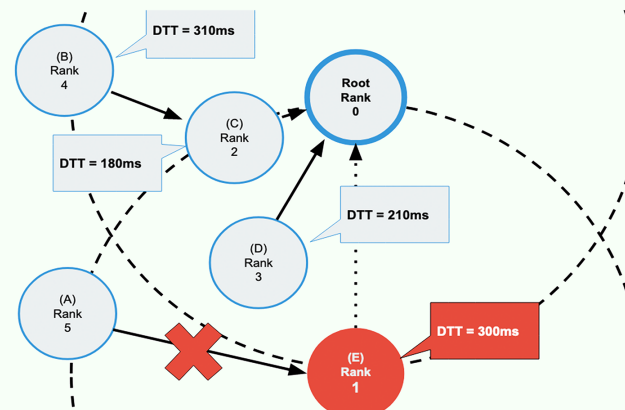 DTT = 310ms
(B)
Rank
4
Root
Rank
0
(C)
Rank
2
DTT = 180ms
DTT = 210ms
(D)
Rank
3
(A)
Rank
5
DTT = 300ms
(E)
Rank
1